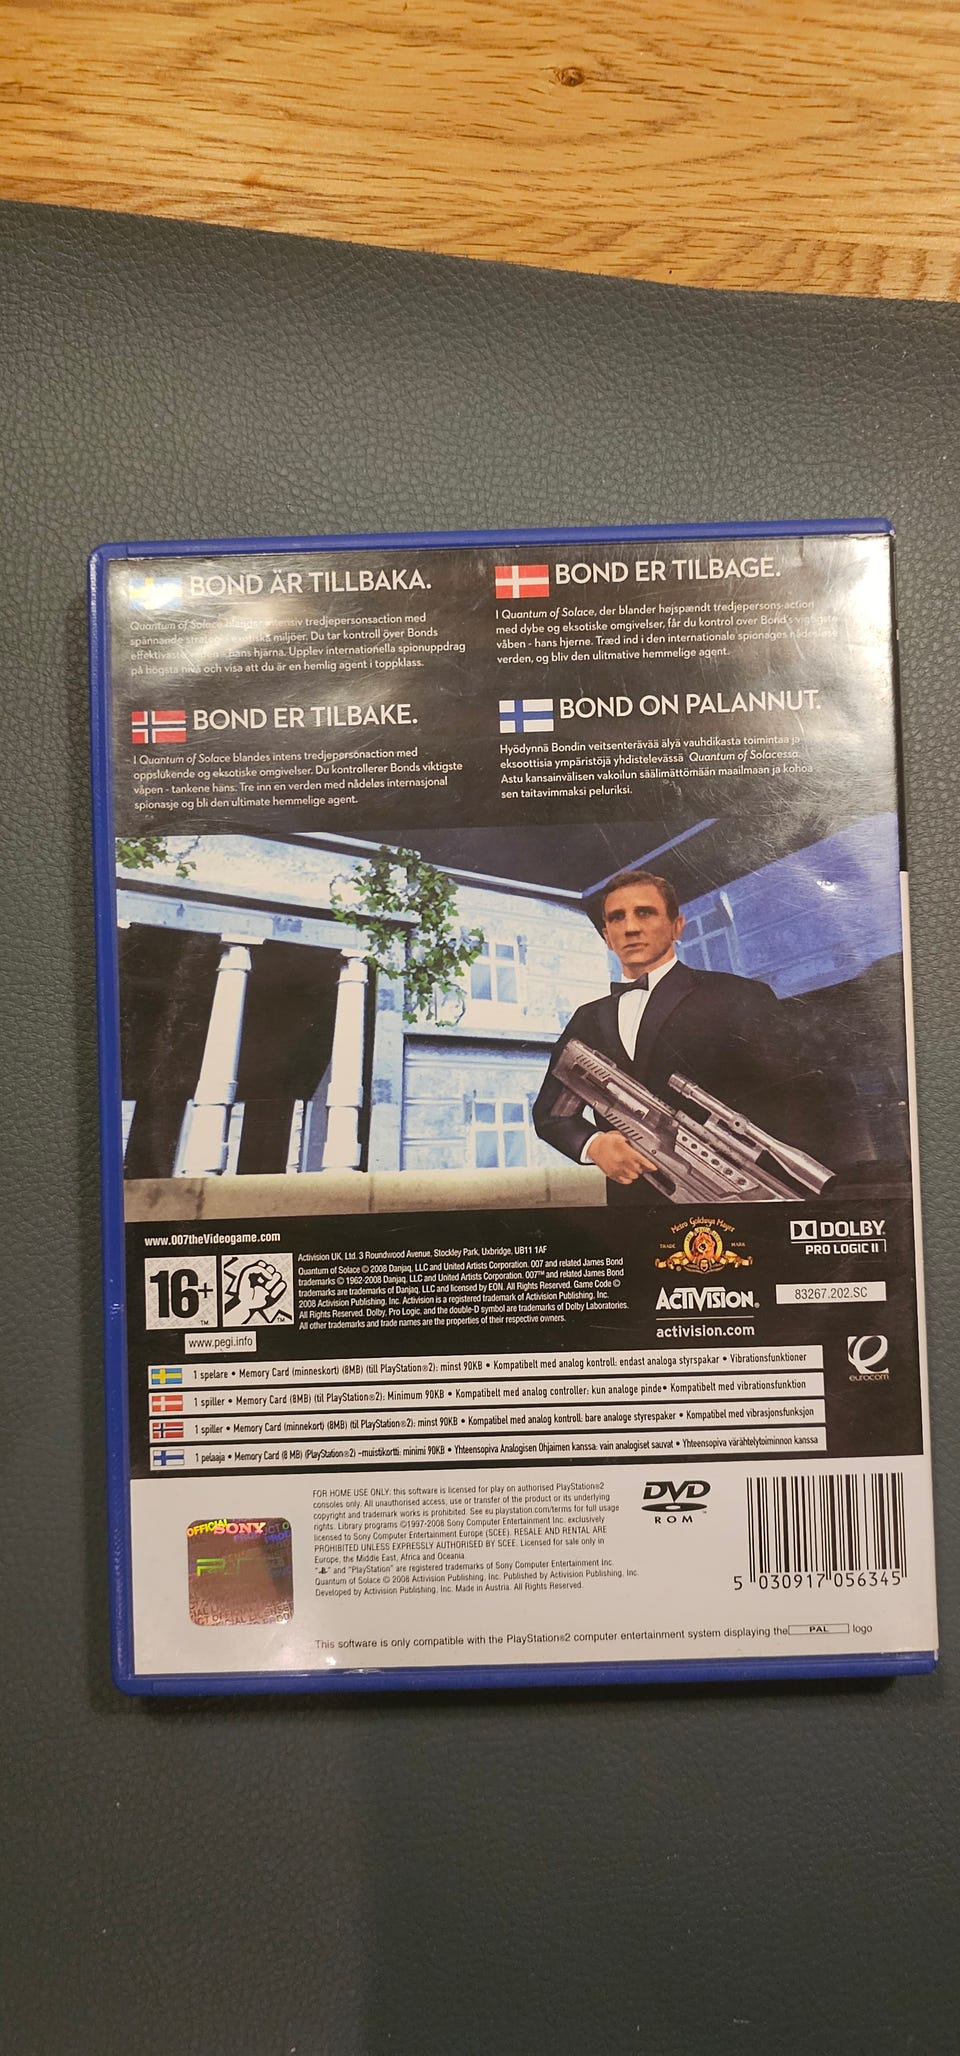 BOND ÄR TILLBAKA.
Quantum of Solace blandar intensiv tredjepersonsaction med
spännande strategi i exotiska miljöer. Du tar kontroll över Bonds
effektivaste vapen - hans hjärna. Upplev internationella spionuppdrag
på högsta nivå och visa att du är en hemlig agent i toppklass.
BOND ER TILBAGE.
I Quantum of Solace, der blander højspændt tredjepersons-action
med dybe og eksotiske omgivelser, får du kontrol over Bond's vigtigste
våben - hans hjerne. Træd ind i den internationale spionages nådesløse
verden, og bliv den ulitmative hemmelige agent.
BOND ER TILBAKE.
I Quantum of Solace blandes intens tredjepersonaction med
oppslukende og eksotiske omgivelser. Du kontrollerer Bonds viktigste
våpen - tankene hans. Tre inn en verden med nådeløs internasjonal
spionasje og bli den ultimate hemmelige agent.
BOND ON PALANNUT.
Hyödynnä Bondin veitsenterävää älyä vauhdikasta toimintaa ja
eksoottisia ympäristöjä yhdistelevässä Quantum of Solacessa.
Astu kansainvälisen vakoilun säälimättömään maailmaan ja kohoa
sen taitavimmaksi peluriksi.
www.007theVideogame.com
16+
www.pegi.info
Activision UK, Ltd. 3 Roundwood Avenue, Stockley Park, Uxbridge, UB11 1AF
Quantum of Solace © 2008 Danjaq, LLC and United Artists Corporation. 007 and related James Bond
trademarks © 1962-2008 Danjaq, LLC and United Artists Corporation. 007™ and related James Bond
trademarks are trademarks of Danjaq, LLC and licensed by EON. All Rights Reserved. Game Code ©
2008 Activision Publishing, Inc. Activision is a registered trademark of Activision Publishing, Inc.
All Rights Reserved. Dolby, Pro Logic, and the double-D symbol are trademarks of Dolby Laboratories.
All other trademarks and trade names are the properties of their respective owners.
Metro Goldwyn Mayer
TRADE MARK
ACTIVISION®
activision.com
DOLBY
PRO LOGIC II
83267.202.SC
eurocom
1 spelare • Memory Card (minneskort) (8MB) (till PlayStation®2): minst 90KB • Kompatibelt med analog kontroll: endast analoga styrspakar • Vibrationsfunktioner
1 spiller • Memory Card (8MB) (til PlayStation®2): Minimum 90KB • Kompatibelt med analog controller: kun analoge pinde• Kompatibelt med vibrationsfunktion
1 spiller • Memory Card (minnekort) (8MB) (til PlayStation®2): minst 90KB • Kompatibel med analog kontroll: bare analoge styrespaker • Kompatibel med vibrasjonsfunksjon
1 pelaaja • Memory Card (8 MB) (PlayStation®2) -muistikortti: minimi 90KB • Yhteensopiva Analogisen Ohjaimen kanssa: vain analogiset sauvat • Yhteensopiva värähtelytoiminnon kanssa
OFFICIAL SONY
FOR HOME USE ONLY: this software is licensed for play on authorised PlayStation®2
consoles only. All unauthorised access, use or transfer of the product or its underlying
copyright and trademark works is prohibited. See eu.playstation.com/terms for full usage
rights. Library programs ©1997-2008 Sony Computer Entertainment Inc. exclusively
licensed to Sony Computer Entertainment Europe (SCEE). RESALE AND RENTAL ARE
PROHIBITED UNLESS EXPRESSLY AUTHORISED BY SCEE. Licensed for sale only in
Europe, the Middle East, Africa and Oceania.
" " and "PlayStation" are registered trademarks of Sony Computer Entertainment Inc.
Quantum of Solace © 2008 Activision Publishing, Inc. Published by Activision Publishing, Inc.
Developed by Activision Publishing, Inc. Made in Austria. All Rights Reserved.
DVD
ROM
5 030917 056345
This software is only compatible with the PlayStation®2 computer entertainment system displaying the PAL logo